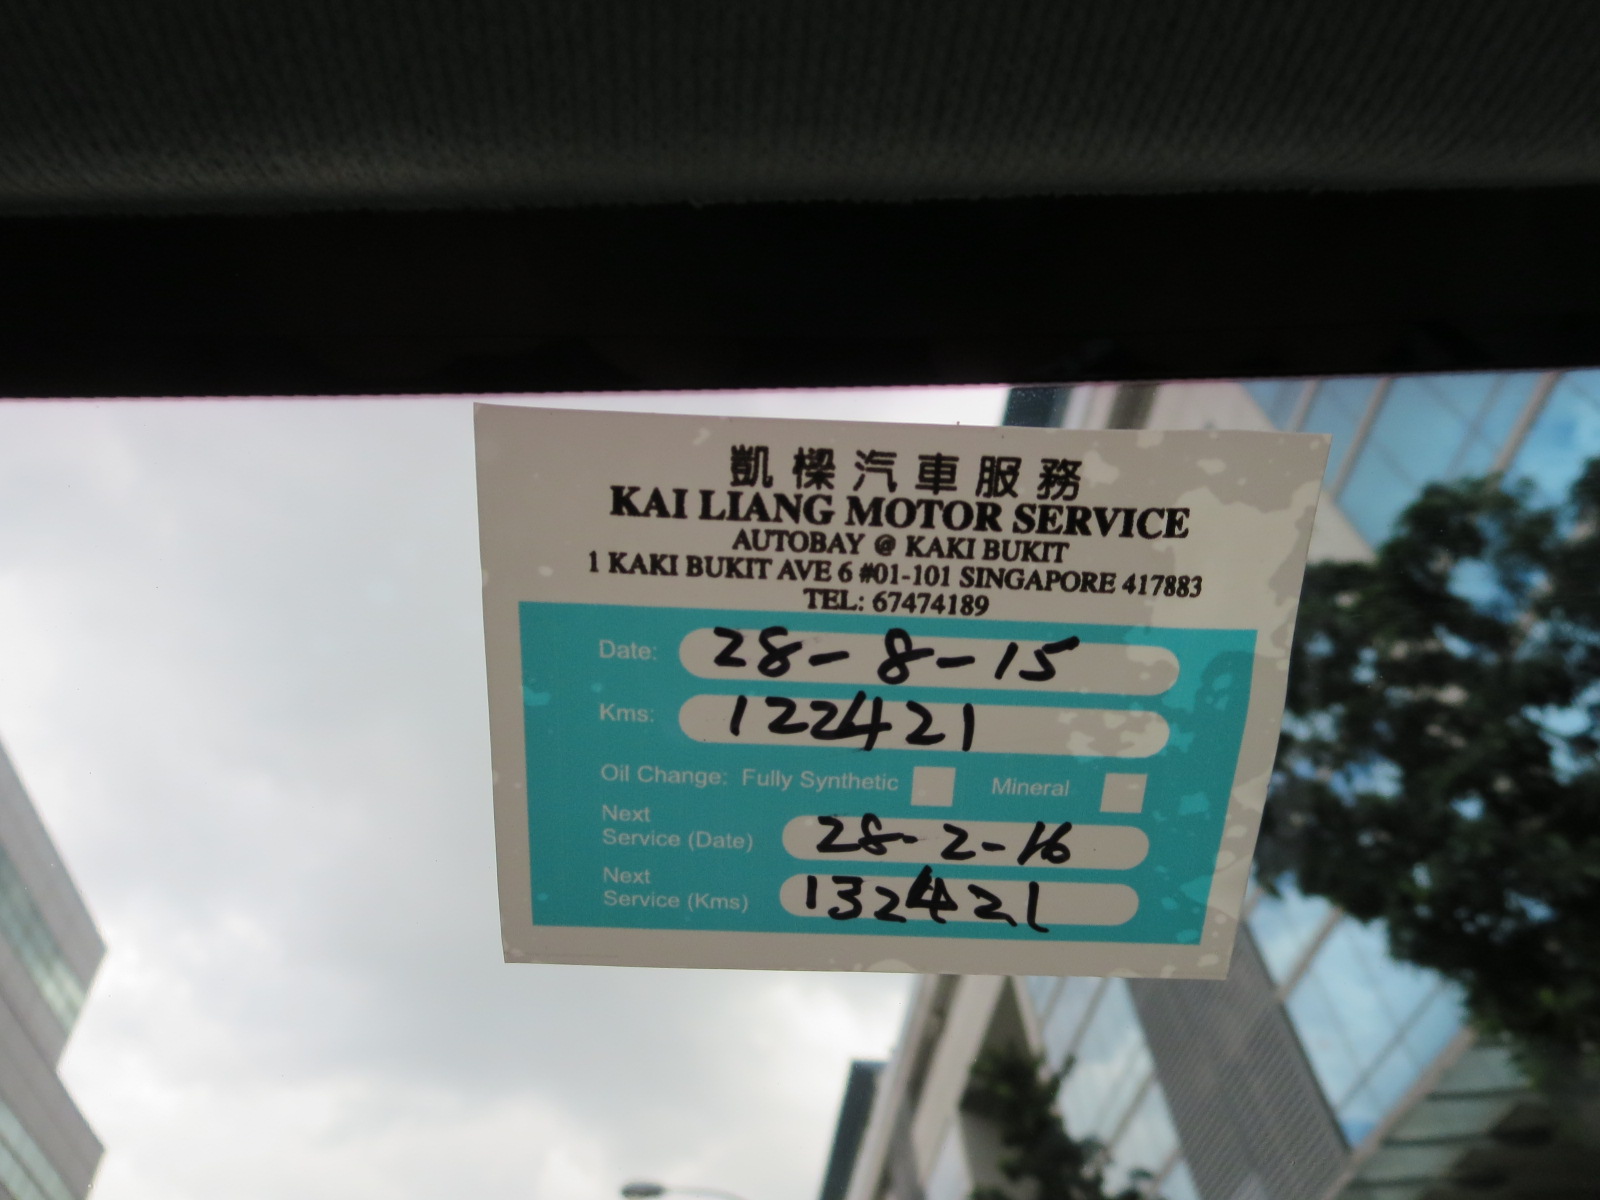 凱樑汽車服務
KAI LIANG MOTOR SERVICE
AUTOBAY @ KAKI BUKIT
1 KAKI BUKIT AVE 6 #01-101 SINGAPORE 417883
TEL: 67474189
Date: 28-8-15
Kms: 122421
Oil Change: Fully Synthetic Mineral
Next
Service (Date) 28-2-16
Next
Service (Kms) 132421